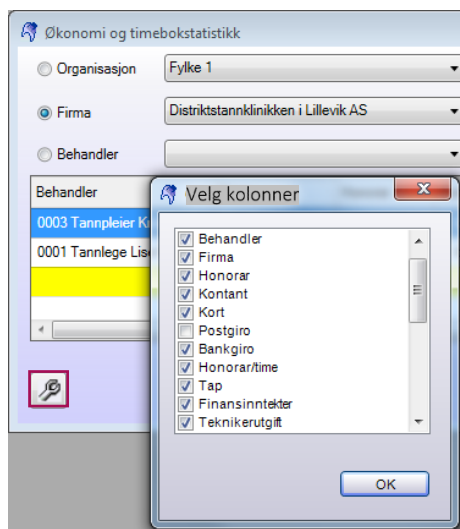 Økonomi og timebokstatistikk
Organisasjon
Fylke 1
Firma
Distriktstannklinikken i Lillevik AS
Behandler
Behandler
0003 Tannpleier
0001 Tannlege
Velg kolonner
Behandler
Firma
Honorar
Kontant
Kort
Postgiro
Bankgiro
Honorar/time
Tap
Finansinntekter
Teknikerutgift
OK